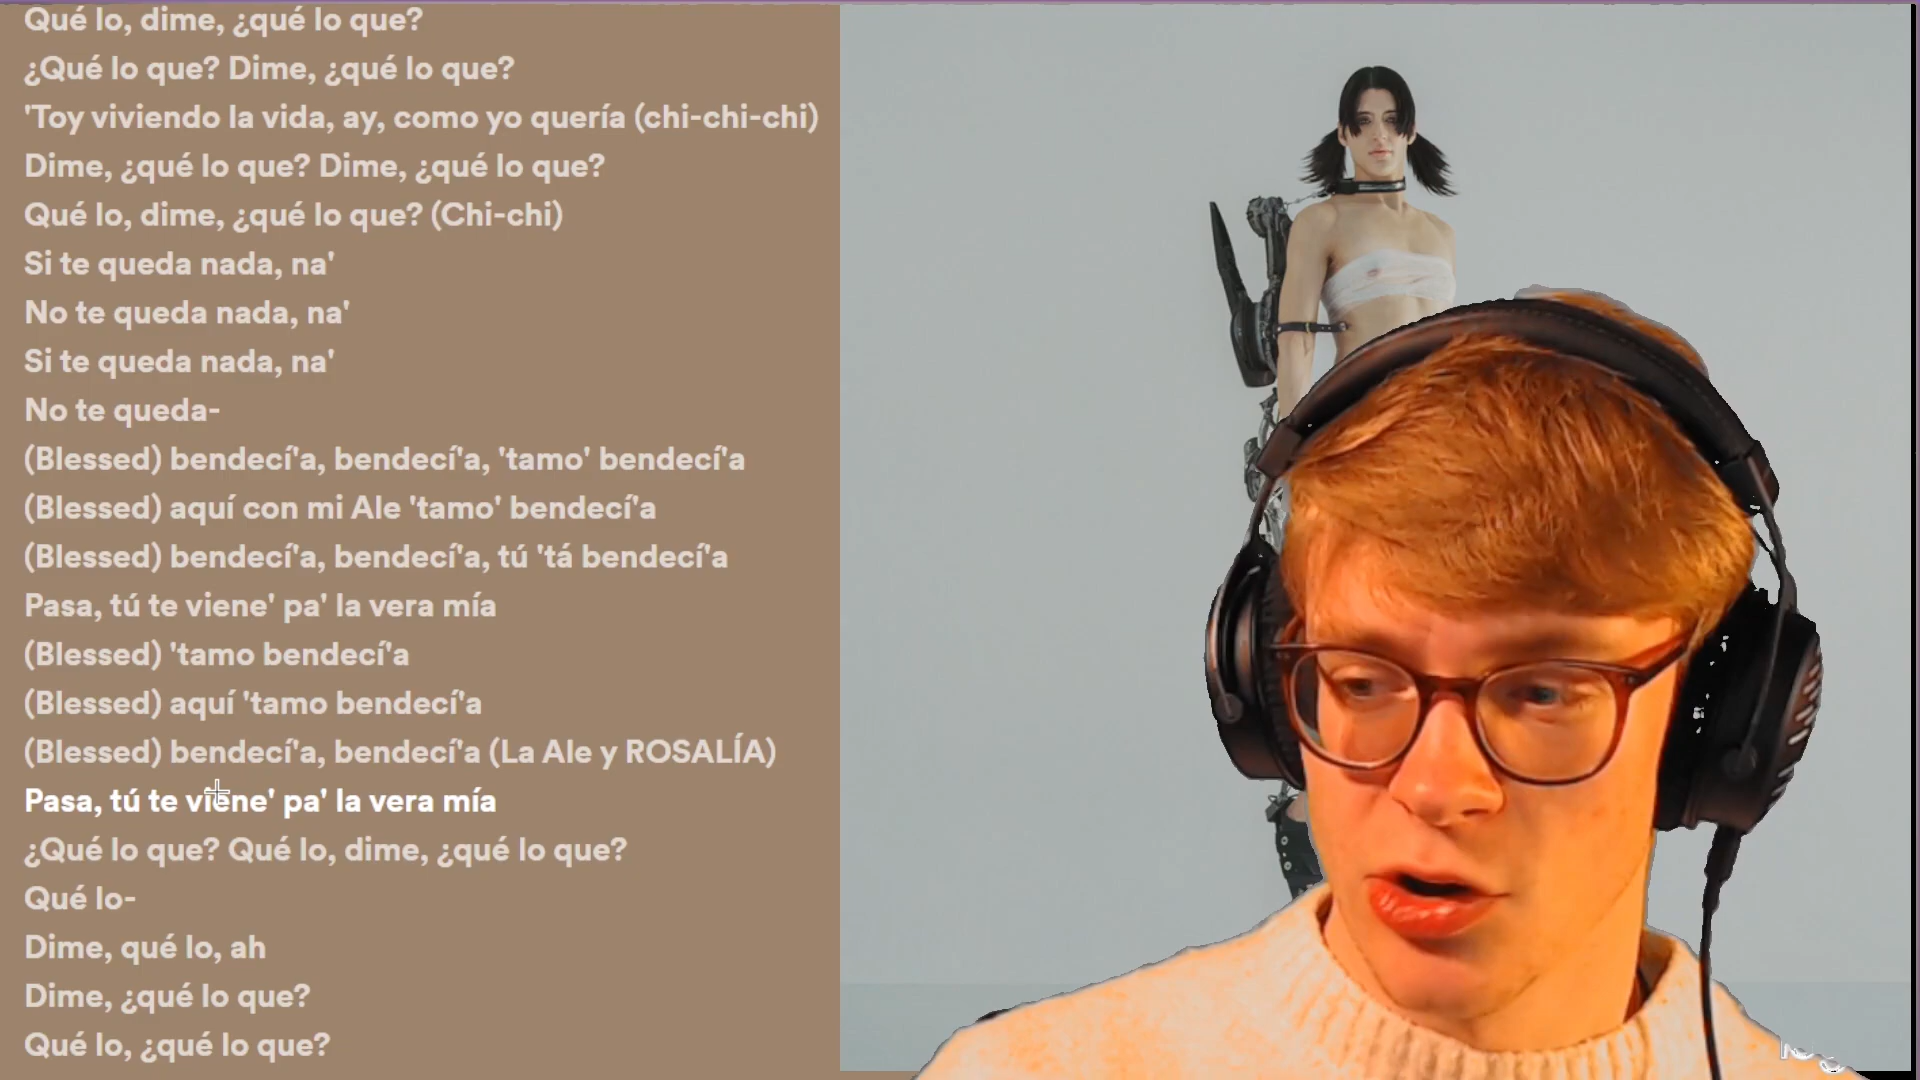 Qué lo, dime, ¿qué lo que?
¿Qué lo que? Dime, ¿qué lo que?
'Toy viviendo la vida, ay, como yo quería (chi-chi-chi)
Dime, ¿qué lo que? Dime, ¿qué lo que?
Qué lo, dime, ¿qué lo que? (Chi-chi)
Si te queda nada, na'
No te queda nada, na'
Si te queda nada, na'
No te queda-
(Blessed) bendecí'a, bendecí'a, 'tamo' bendecí'a
(Blessed) aquí con mi Ale 'tamo' bendecí'a
(Blessed) bendecí'a, bendecí'a, tú 'tá bendecí'a
Pasa, tú te viene' pa' la vera mía
(Blessed) 'tamo bendecí'a
(Blessed) aquí 'tamo bendecí'a
(Blessed) bendecí'a, bendecí'a (La Ale y ROSALÍA)
Pasa, tú te viene' pa' la vera mía
¿Qué lo que? Qué lo, dime, ¿qué lo que?
Qué lo-
Dime, qué lo, ah
Dime, ¿qué lo que?
Qué lo, ¿qué lo que?